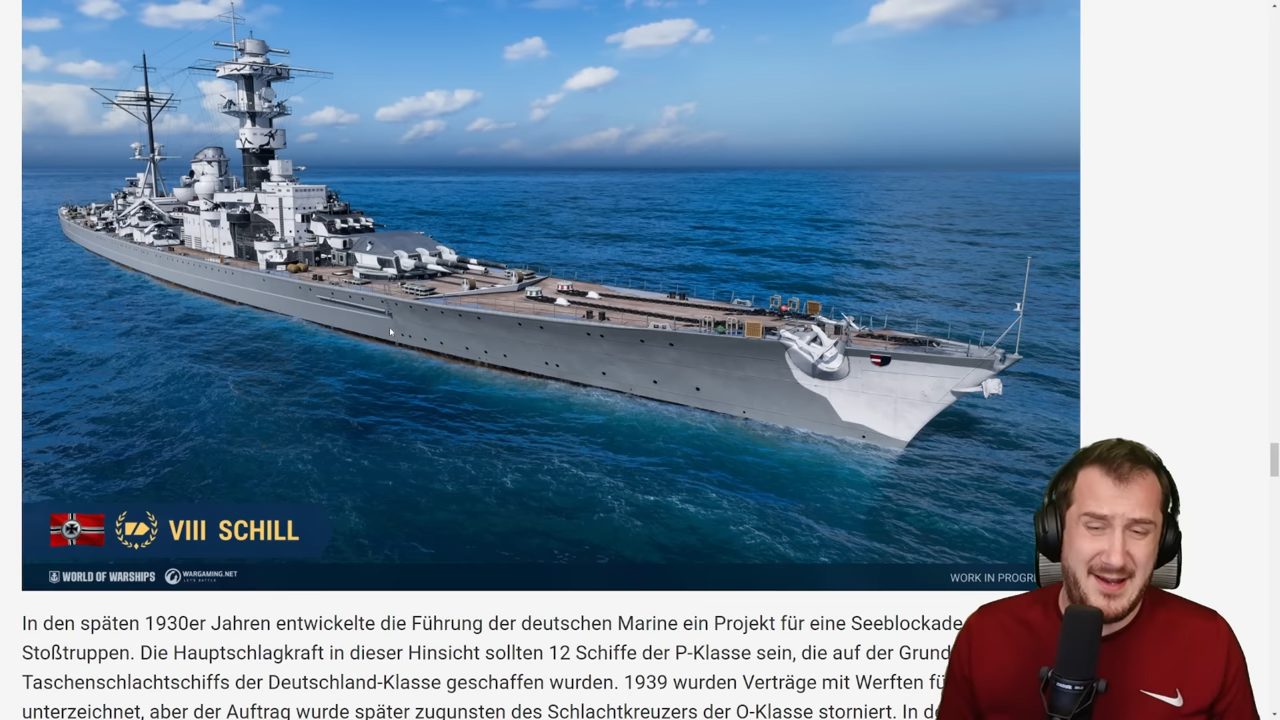 VIII SCHILL
WORLD OF WARSHIPS WARGAMING.NET LET'S BATTLE WORK IN PROGR
In den späten 1930er Jahren entwickelte die Führung der deutschen Marine ein Projekt für eine Seeblockade
Stoßtruppen. Die Hauptschlagkraft in dieser Hinsicht sollten 12 Schiffe der P-Klasse sein, die auf der Grund
Taschenschlachtschiffs der Deutschland-Klasse geschaffen wurden. 1939 wurden Verträge mit Werften fü
unterzeichnet, aber der Auftrag wurde später zugunsten des Schlachtkreuzers der O-Klasse storniert. In de